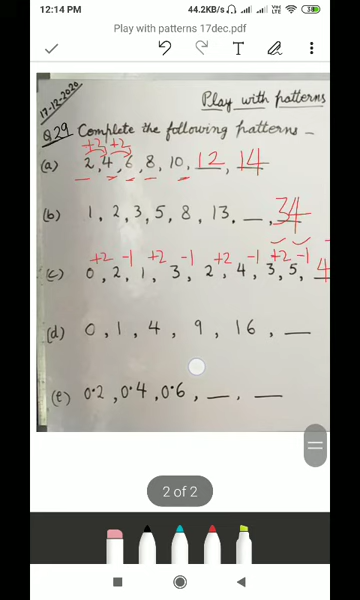 12:14 PM 44.2KB/s VoI LTE 38
Play with patterns 17dec.pdf
T
17-12-2020
Play with patterns
Q29 Complete the following patterns -
+2 +2
(a) 2, 4, 6, 8, 10, 12, 14
(b) 1, 2, 3, 5, 8, 13, __, 34
+2 -1 +2 -1 +2 -1 +2 -1
(c) 0, 2, 1, 3, 2, 4, 3, 5, 4
(d) 0, 1, 4, 9, 16, __
(e) 0.2, 0.4, 0.6, __, __
2 of 2